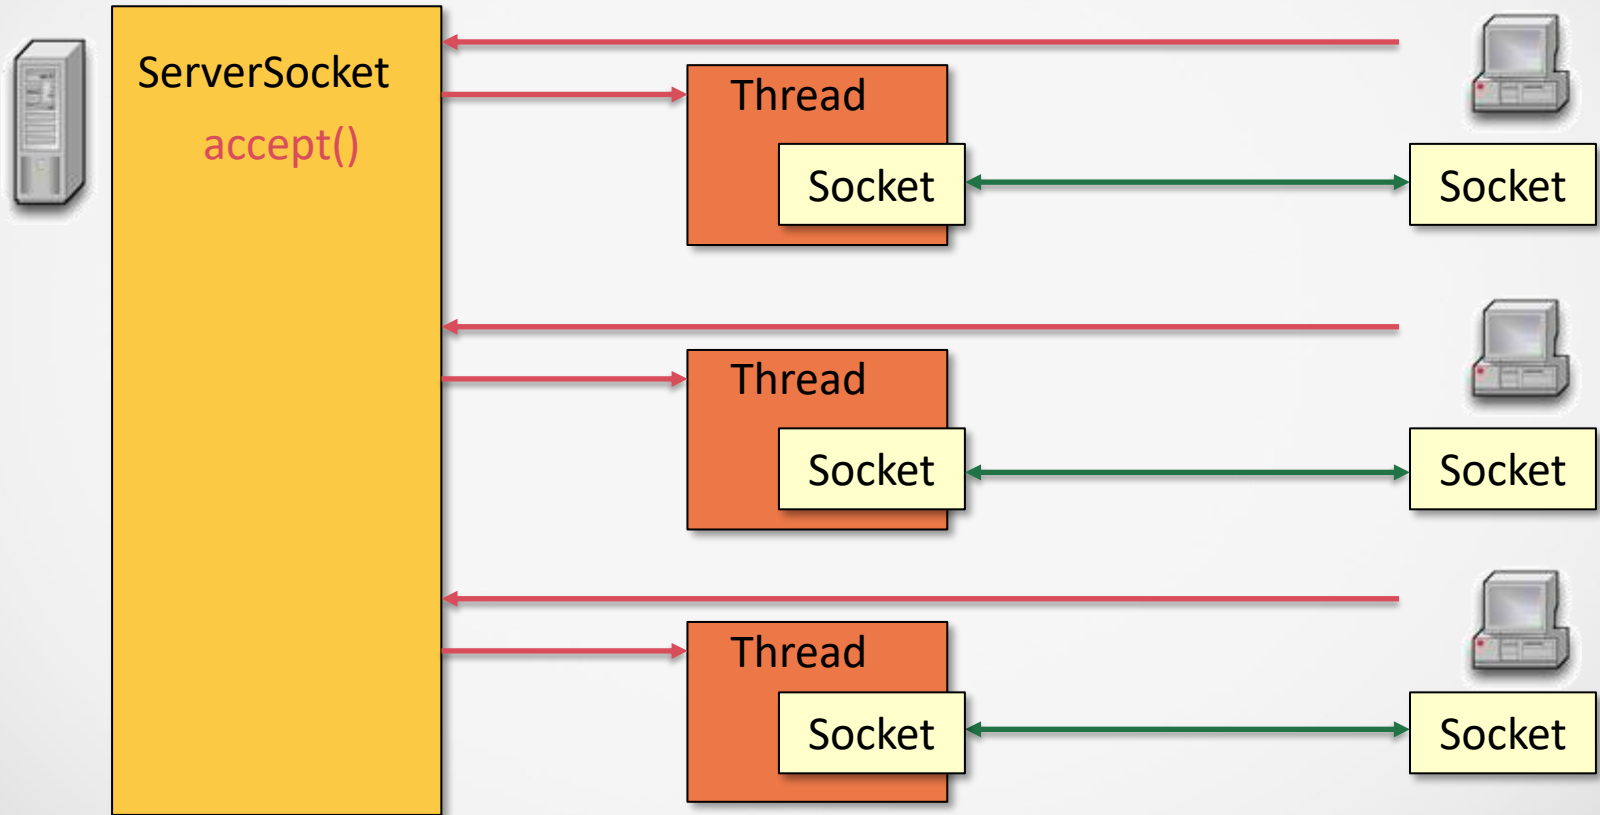 ServerSocket
accept()
Thread
Socket
Socket
Thread
Socket
Socket
Thread
Socket
Socket